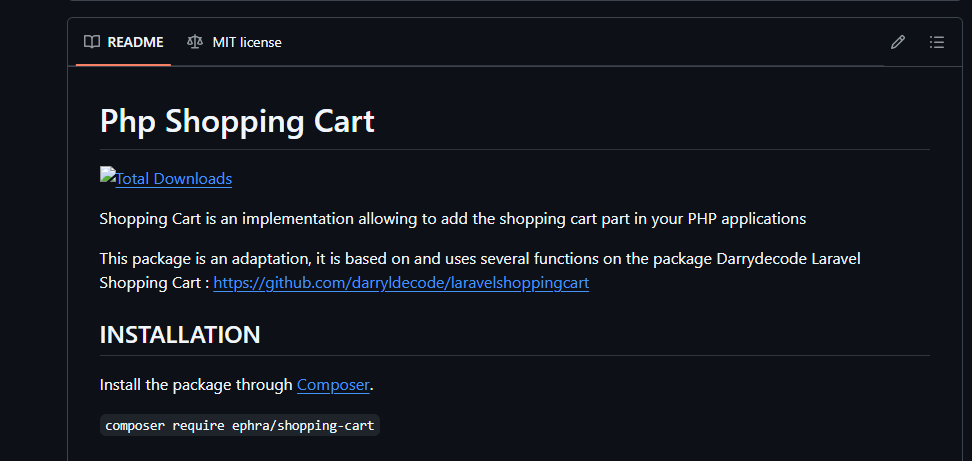 README MIT license
Php Shopping Cart
Total Downloads
Shopping Cart is an implementation allowing to add the shopping cart part in your PHP applications
This package is an adaptation, it is based on and uses several functions on the package Darrydecode Laravel
Shopping Cart : https://github.com/darryldecode/laravelshoppingcart
INSTALLATION
Install the package through Composer.
composer require ephra/shopping-cart